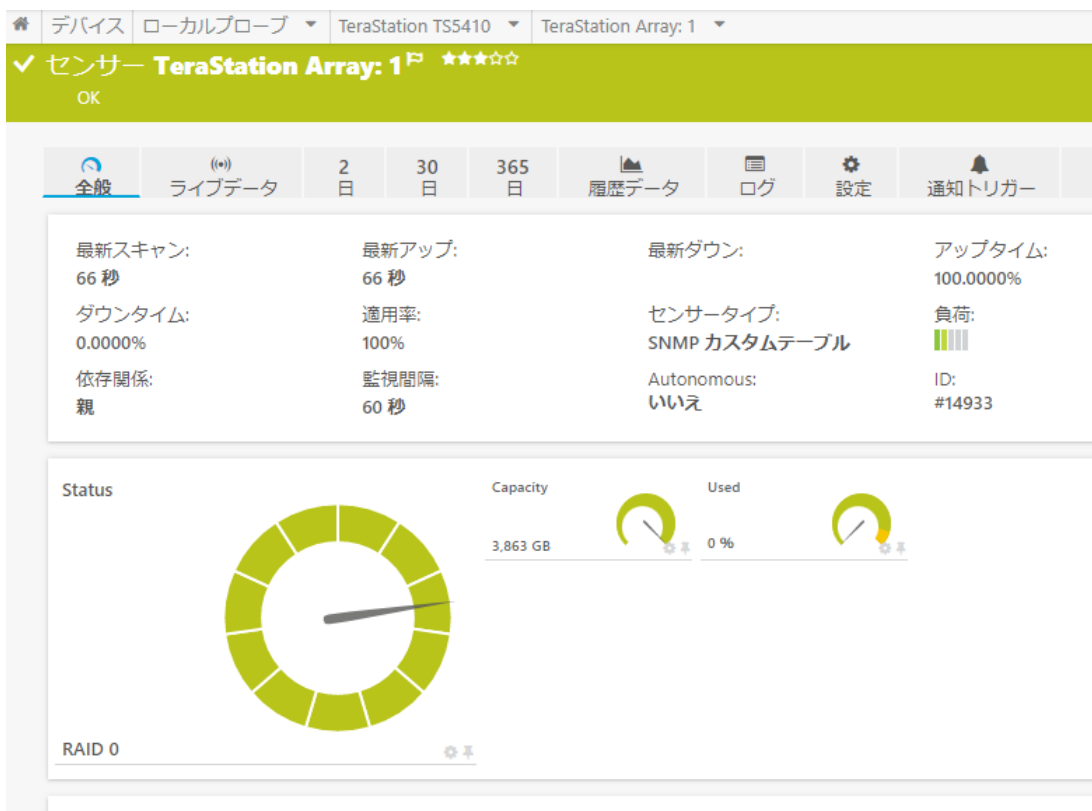 デバイス ローカルプローブ TeraStation TS5410 TeraStation Array: 1
センサー TeraStation Array: 1
OK
全般 ライブデータ 2 日 30 日 365 日 履歴データ ログ 設定 通知トリガー
最新スキャン: 最新アップ: 最新ダウン: アップタイム:
66 秒 66 秒 100.0000%
ダウンタイム: 適用率: センサータイプ: 負荷:
0.0000% 100% SNMP カスタムテーブル
依存関係: 監視間隔: Autonomous: ID:
親 60 秒 いいえ #14933
Status Capacity Used
3,863 GB 0 %
RAID 0